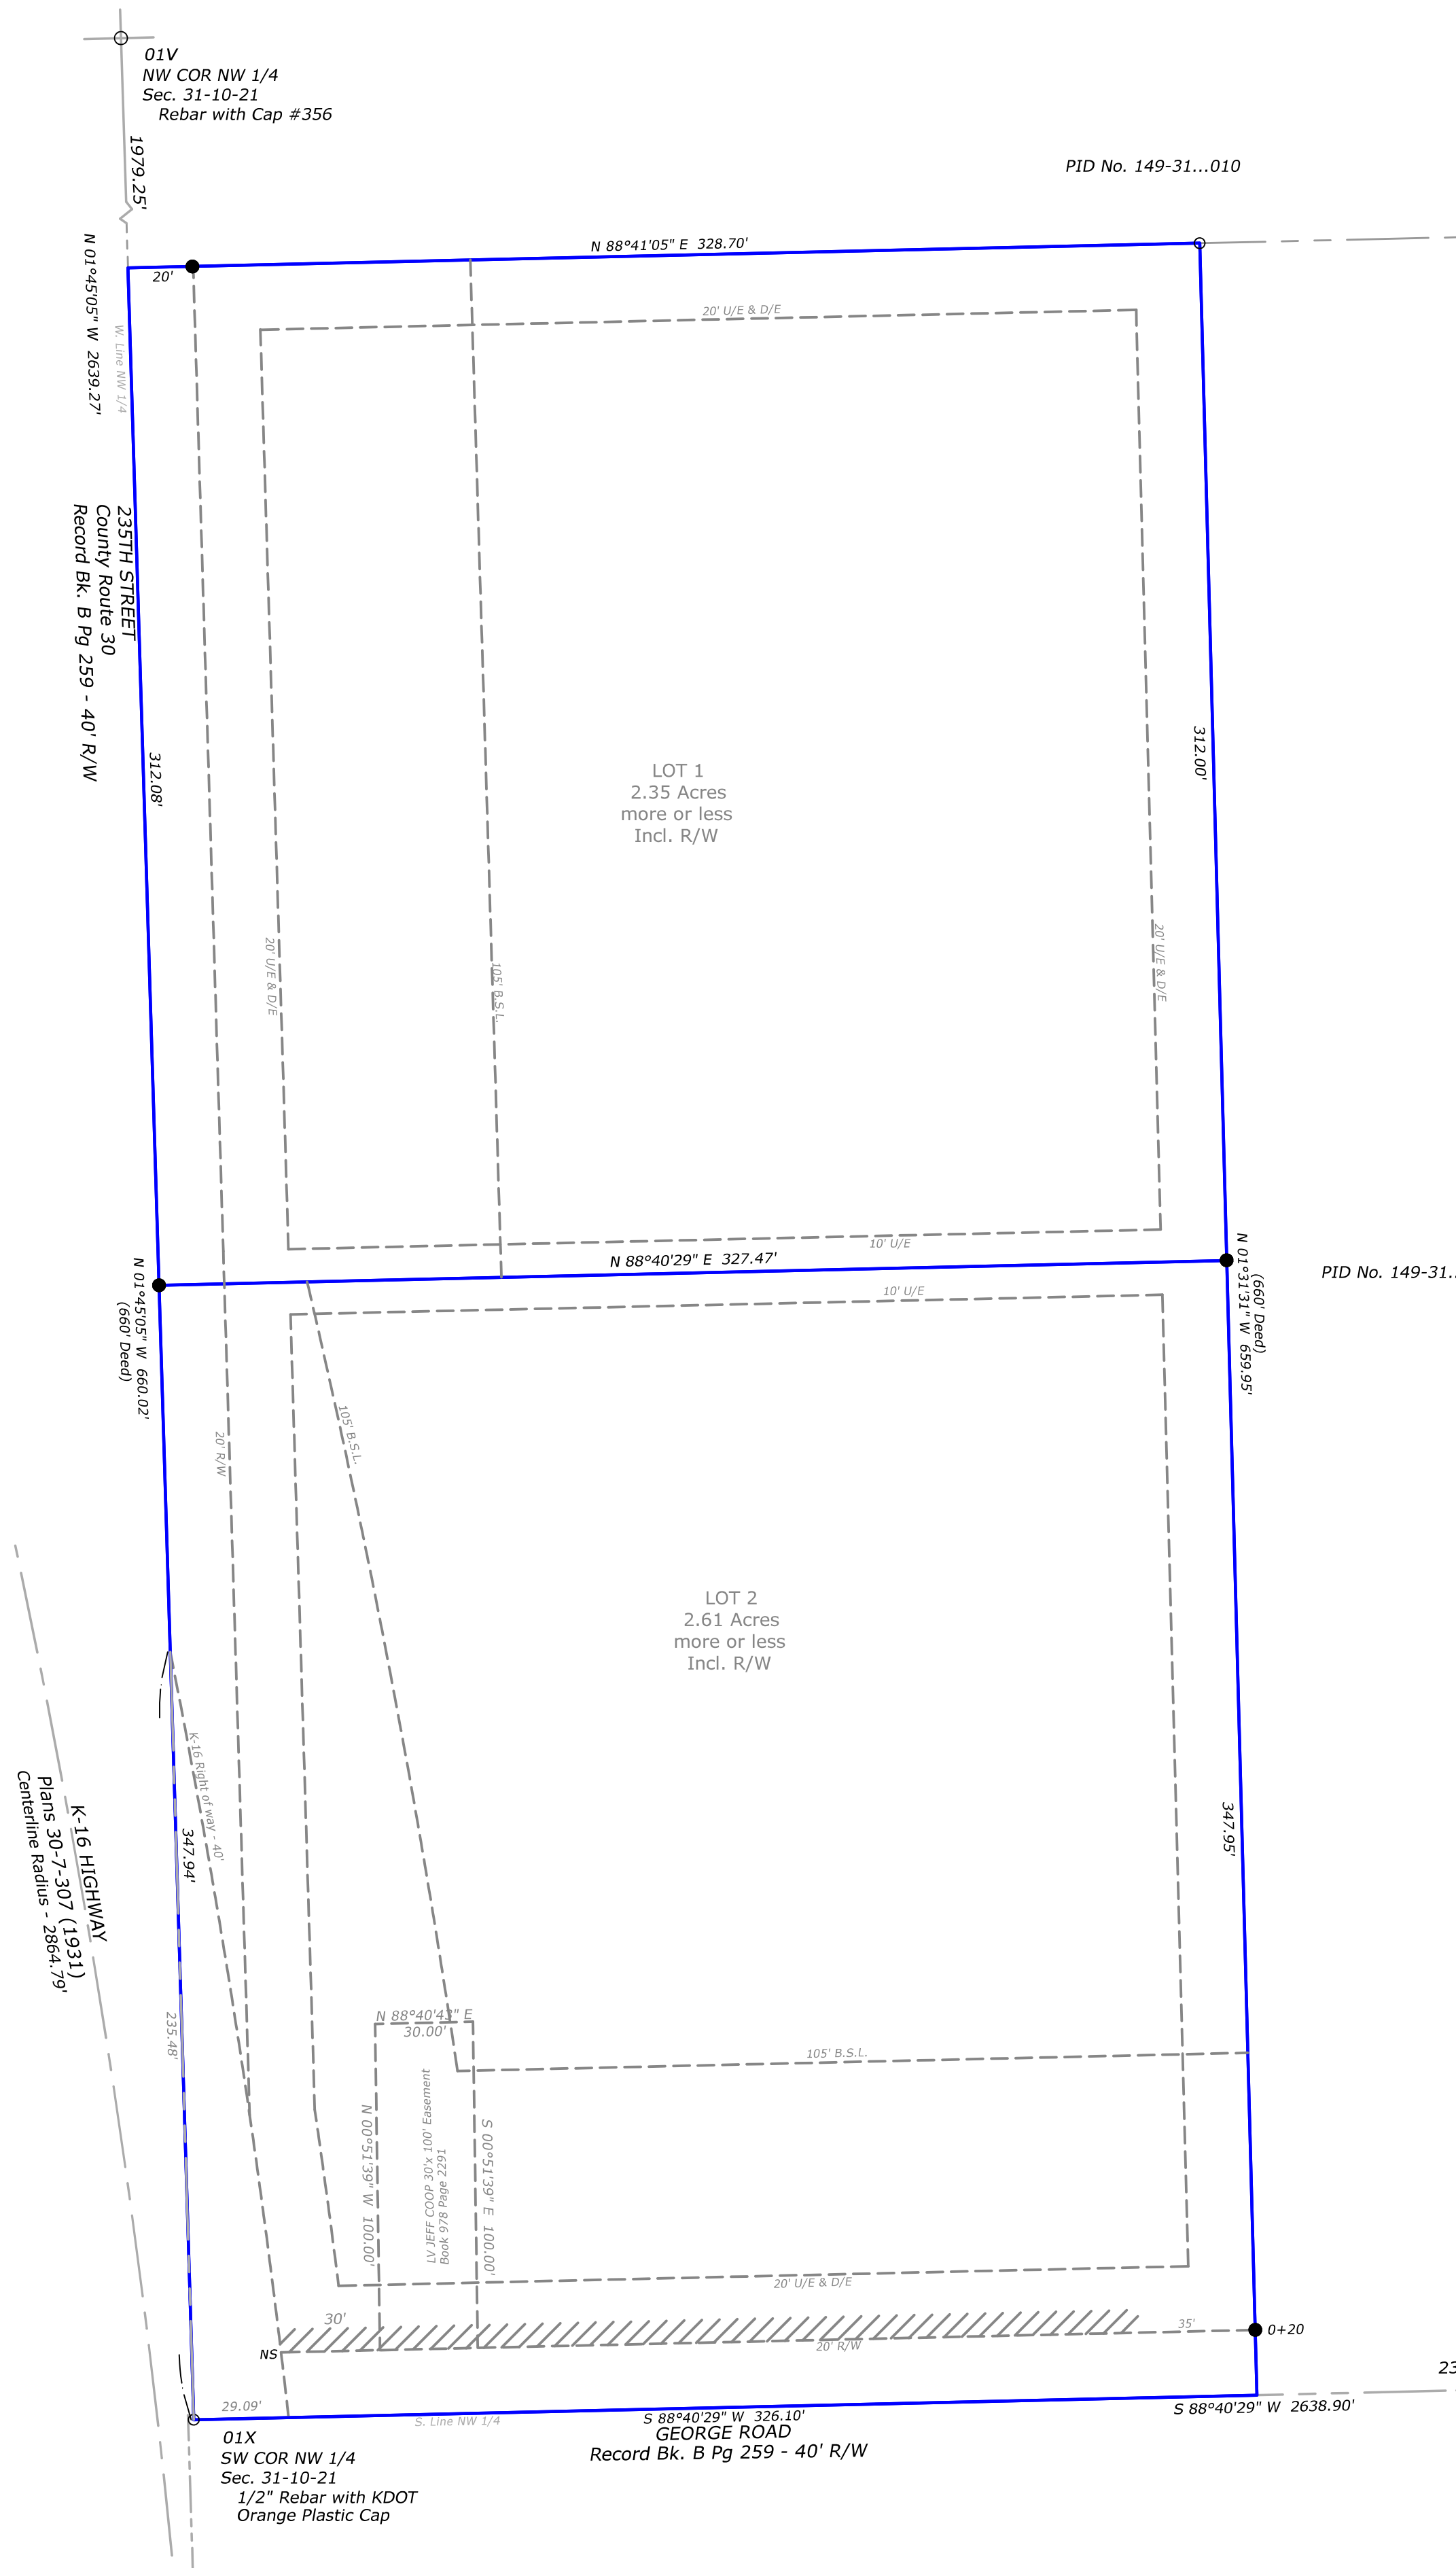 01V
NW COR NW 1/4
Sec. 31-10-21
Rebar with Cap #356
1979.25'
PID No. 149-31...010
N 88°41'05" E 328.70'
20'
N 01°45'05" W 2639.27'
W. Line NW 1/4
20' U/E & D/E
235TH STREET
County Route 30
Record Bk. B Pg 259 - 40' R/W
312.08'
312.00'
LOT 1
2.35 Acres
more or less
Incl. R/W
20' U/E & D/E
105' B.S.L.
20' U/E & D/E
10' U/E
N 88°40'29" E 327.47'
N 01°45'05" W 660.02'
(660' Deed)
(660' Deed)
N 01°31'31" W 659.95'
PID No. 149-31..
10' U/E
105' B.S.L.
20' R/W
LOT 2
2.61 Acres
more or less
Incl. R/W
K-16 Right of way - 40'
K-16 HIGHWAY
Plans 30-7-307 (1931)
Centerline Radius - 2864.79'
347.94'
347.95'
235.48'
N 88°40'43" E
30.00'
105' B.S.L.
N 00°51'39" W 100.00'
LV JEFF COOP 30'x 100' Easement
Book 978 Page 2291
S 00°51'39" E 100.00'
20' U/E & D/E
30'
35'
NS
20' R/W
0+20
23
29.09'
S. Line NW 1/4
S 88°40'29" W 326.10'
S 88°40'29" W 2638.90'
GEORGE ROAD
Record Bk. B Pg 259 - 40' R/W
01X
SW COR NW 1/4
Sec. 31-10-21
1/2" Rebar with KDOT
Orange Plastic Cap